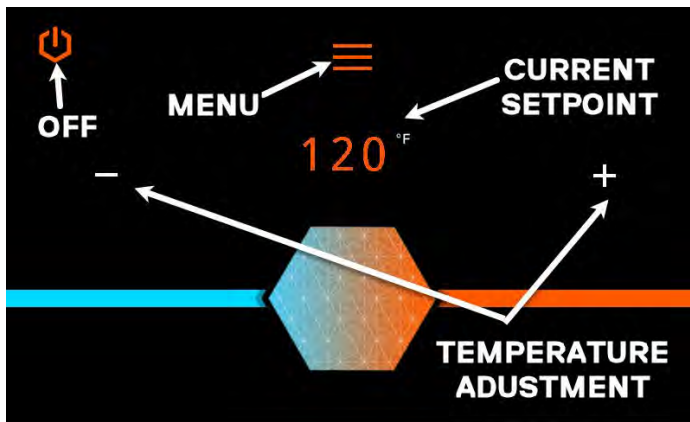 MENU
CURRENT
SETPOINT
OFF
120 °F
−
+
TEMPERATURE
ADUSTMENT